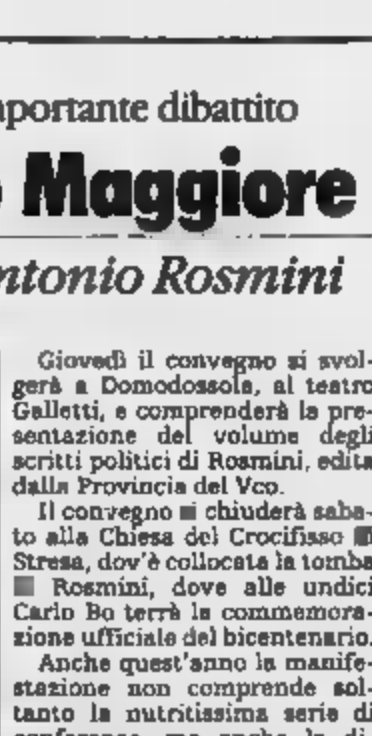 mportante dibattito
Maggiore
ntonio Rosmini
Giovedì il convegno si svol-
gerà a Domodossola, al teatro
Galletti, e comprenderà la pre-
sentazione del volume degli
scritti politici di Rosmini, edita
dalla Provincia del Vco.
Il convegno chiuderà saba-
to alla Chiesa del Crocifisso
Stresa, dov'è collocata la tomba
Rosmini, dove alle undici
Carlo Bo terrà la commemora-
zione ufficiale del bicentenario.
Anche quest'anno la manife-
stazione non comprende sol-
tanto la nutritissima serie di